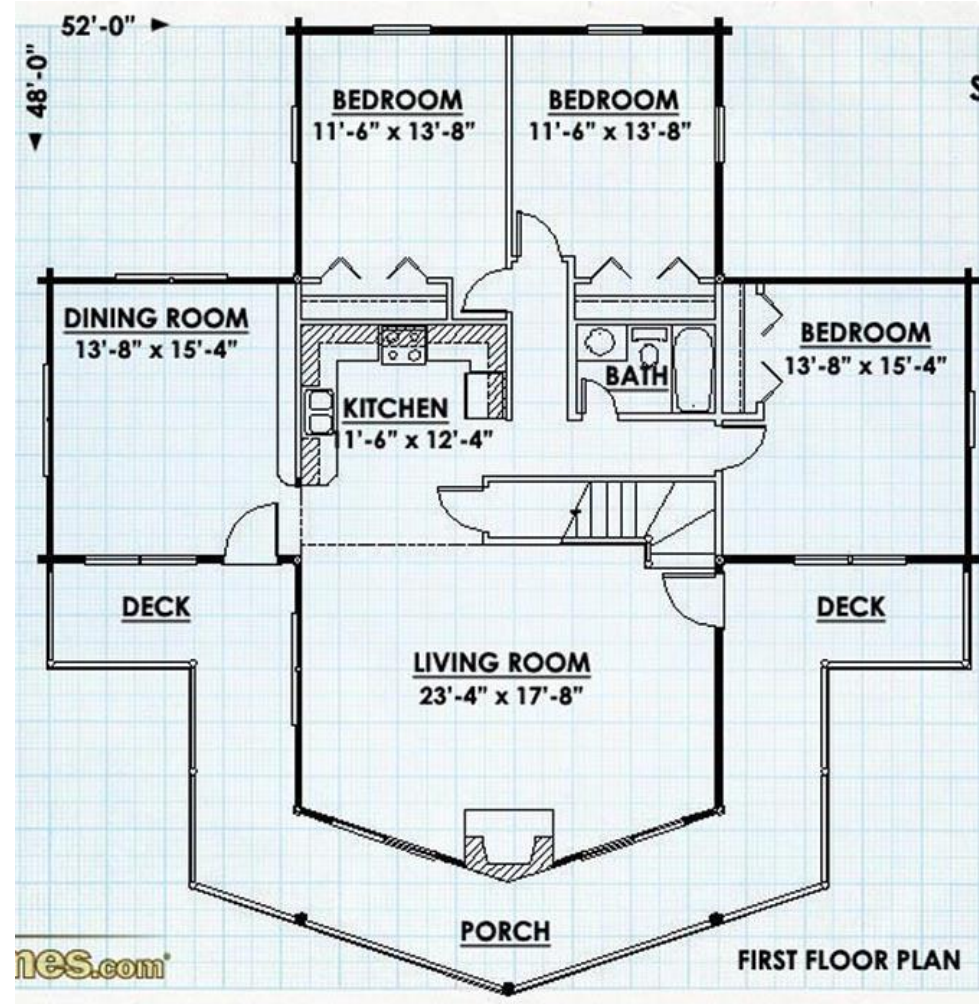 52'-0"
48'-0"
S
BEDROOM
11'-6" x 13'-8"
BEDROOM
11'-6" x 13'-8"
DINING ROOM
13'-8" x 15'-4"
BEDROOM
13'-8" x 15'-4"
BATH
KITCHEN
11'-6" x 12'-4"
DECK
DECK
LIVING ROOM
23'-4" x 17'-8"
PORCH
mes.com
FIRST FLOOR PLAN